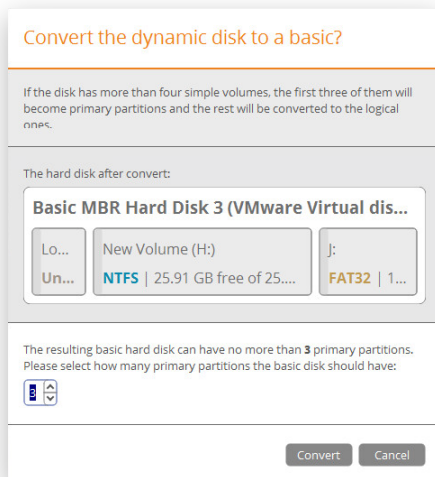 Convert the dynamic disk to a basic?
If the disk has more than four simple volumes, the first three of them will
become primary partitions and the rest will be converted to the logical
ones.
The hard disk after convert:
Basic MBR Hard Disk 3 (VMware Virtual dis...
Lo... New Volume (H:) J:
Un... NTFS | 25.91 GB free of 25.... FAT32 | 1...
The resulting basic hard disk can have no more than 3 primary partitions.
Please select how many primary partitions the basic disk should have:
3
Convert Cancel